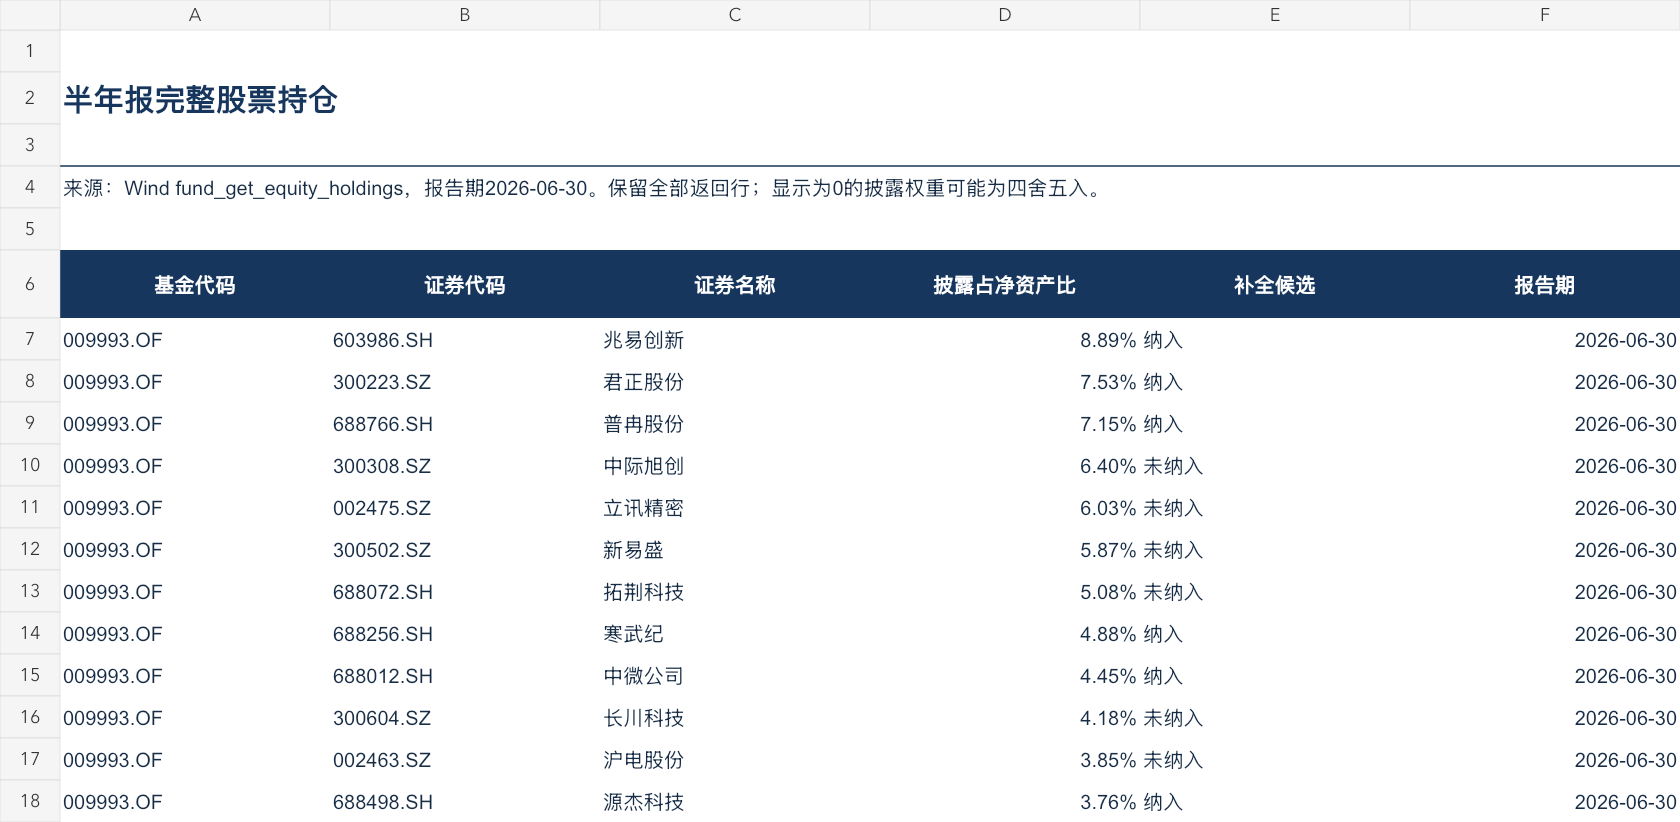 A B C D E F
1
2 半年报完整股票持仓
3
4 来源：Wind fund_get_equity_holdings，报告期2026-06-30。保留全部返回行；显示为0的披露权重可能为四舍五入。
5
6 基金代码 证券代码 证券名称 披露占净资产比 补全候选 报告期
7 009993.OF 603986.SH 兆易创新 8.89% 纳入 2026-06-30
8 009993.OF 300223.SZ 君正股份 7.53% 纳入 2026-06-30
9 009993.OF 688766.SH 普冉股份 7.15% 纳入 2026-06-30
10 009993.OF 300308.SZ 中际旭创 6.40% 未纳入 2026-06-30
11 009993.OF 002475.SZ 立讯精密 6.03% 未纳入 2026-06-30
12 009993.OF 300502.SZ 新易盛 5.87% 未纳入 2026-06-30
13 009993.OF 688072.SH 拓荆科技 5.08% 未纳入 2026-06-30
14 009993.OF 688256.SH 寒武纪 4.88% 纳入 2026-06-30
15 009993.OF 688012.SH 中微公司 4.45% 纳入 2026-06-30
16 009993.OF 300604.SZ 长川科技 4.18% 未纳入 2026-06-30
17 009993.OF 002463.SZ 沪电股份 3.85% 未纳入 2026-06-30
18 009993.OF 688498.SH 源杰科技 3.76% 纳入 2026-06-30